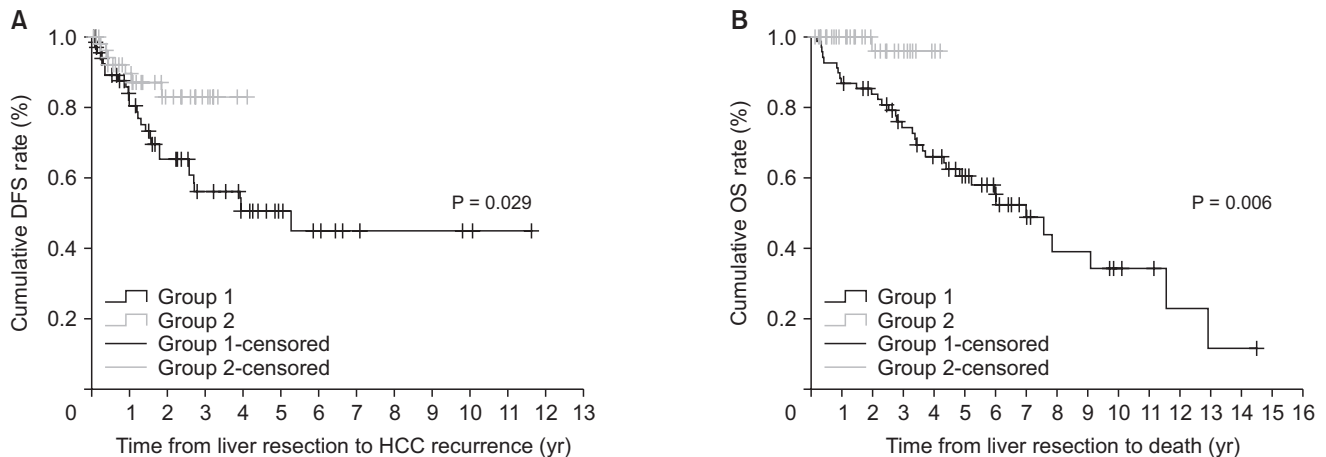 A
Cumulative DFS rate (%)
1.0
0.8
0.6
0.4
0.2
0
P = 0.029
Group 1
Group 2
Group 1-censored
Group 2-censored
1 2 3 4 5 6 7 8 9 10 11 12 13
Time from liver resection to HCC recurrence (yr)
B
Cumulative OS rate (%)
1.0
0.8
0.6
0.4
0.2
0
P = 0.006
Group 1
Group 2
Group 1-censored
Group 2-censored
1 2 3 4 5 6 7 8 9 10 11 12 13 14 15 16
Time from liver resection to death (yr)